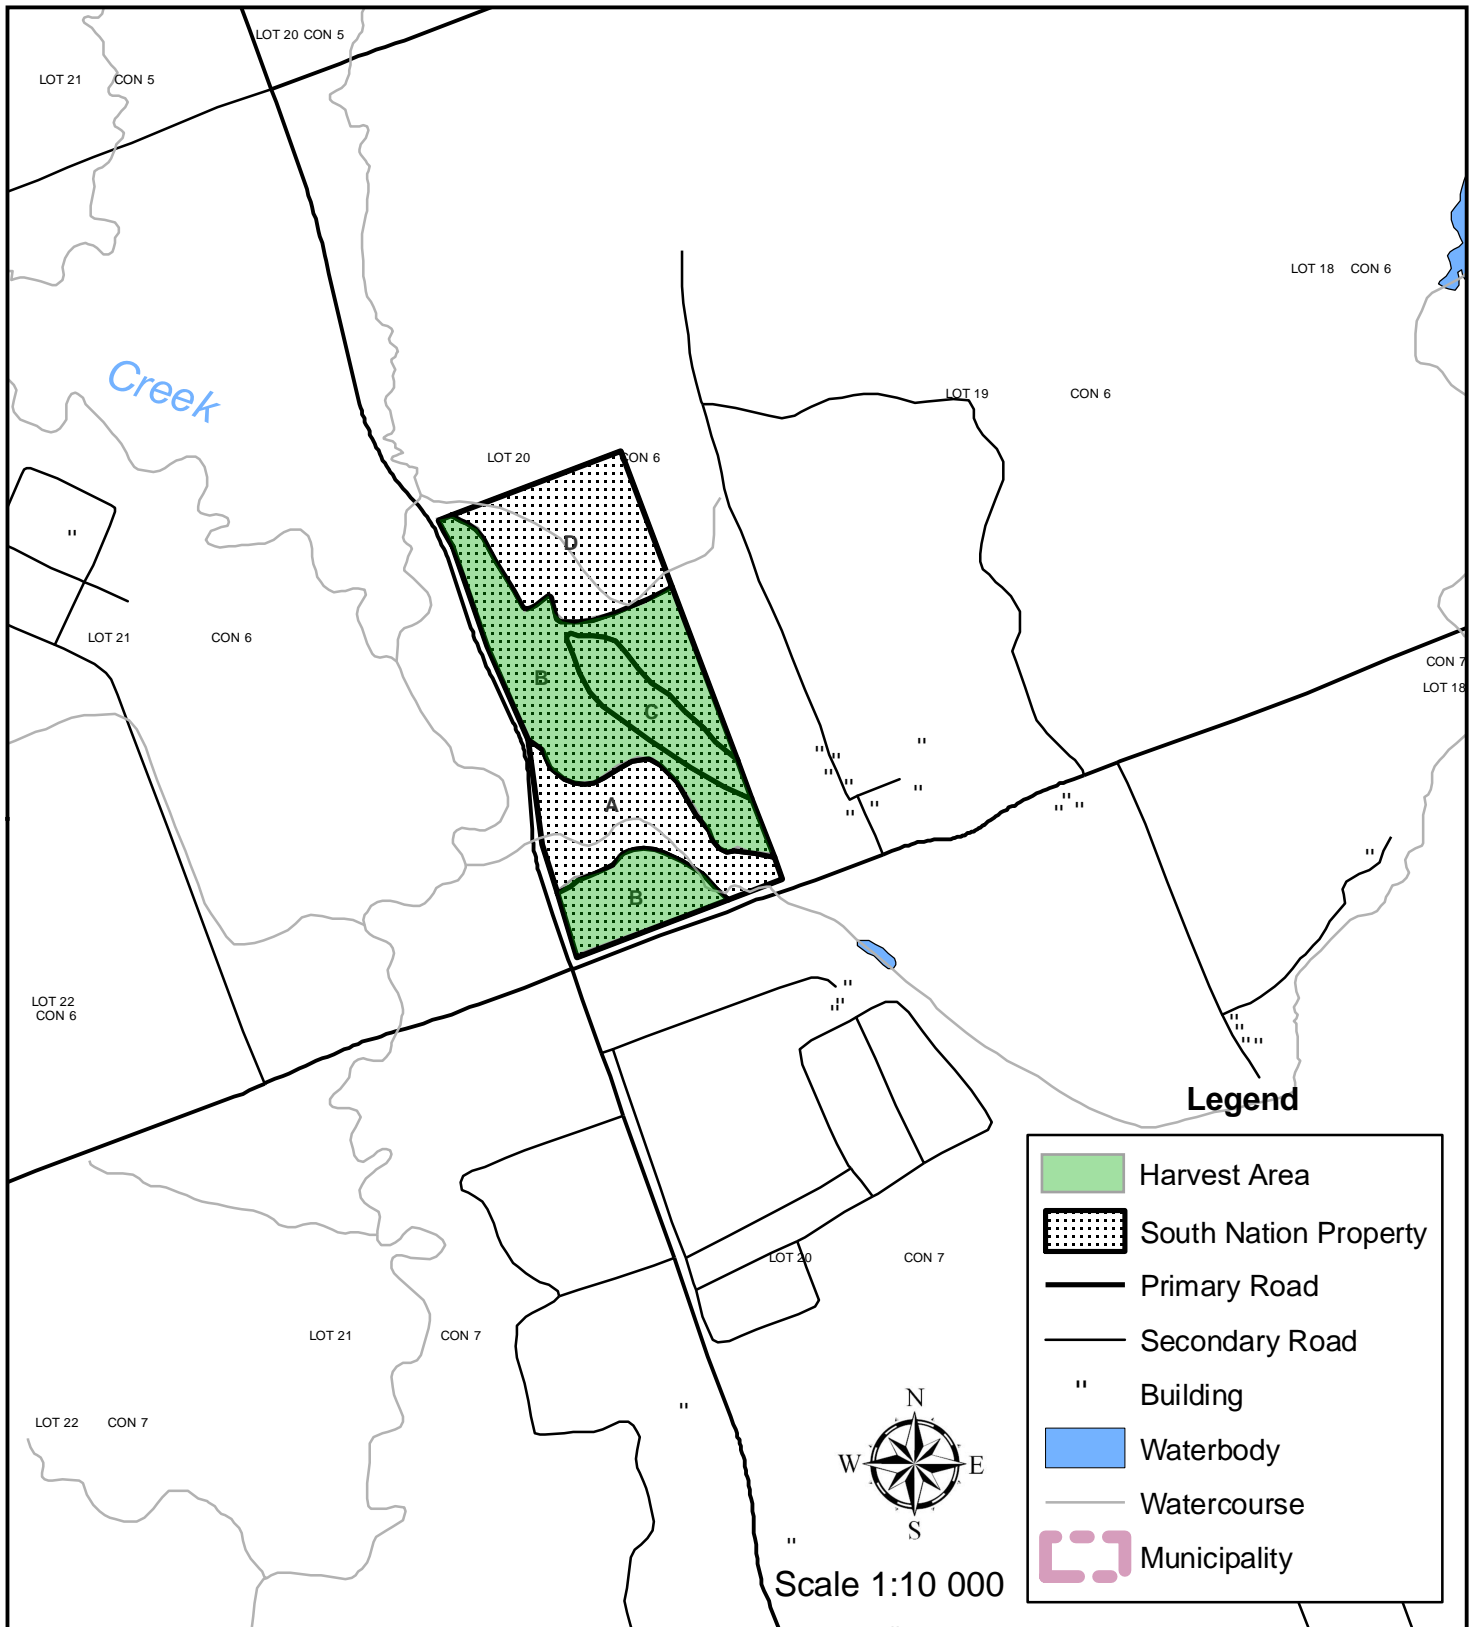 LOT 20 CON 5
LOT 21 CON 5
LOT 18 CON 6
Creek
LOT 19 CON 6
LOT 20 CON 6
D
LOT 21 CON 6
CON 7
LOT 18
B
C
A
B
LOT 22
CON 6
LOT 20 CON 7
LOT 21 CON 7
LOT 22 CON 7
N
W E
S
Scale 1:10 000
Legend
Harvest Area
South Nation Property
Primary Road
Secondary Road
" Building
Waterbody
Watercourse
Municipality